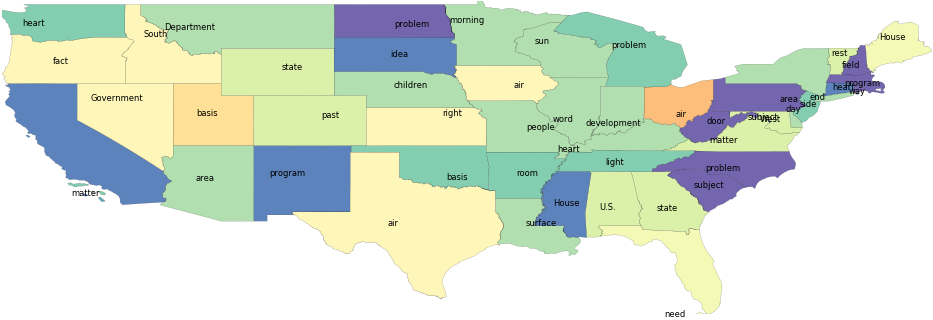 heart
South
Department
problem
morning
House
fact
state
idea
sun
problem
rest
field
Government
basis
past
children
air
right
air
heart
program
way
area
end
side
day
people
word
development
door
subject
West
matter
heart
area
program
basis
room
light
problem
subject
matter
air
surface
House
U.S.
state
need